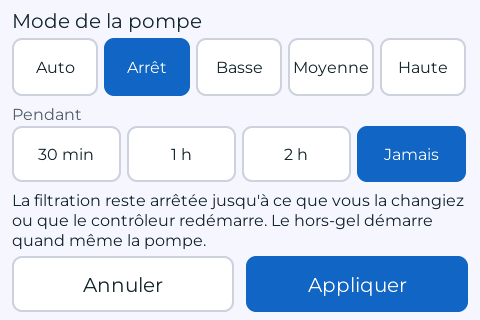 Mode de la pompe
Auto
Arrêt
Basse
Moyenne
Haute
Pendant
30 min
1 h
2 h
Jamais
La filtration reste arrêtée jusqu'à ce que vous la changiez
ou que le contrôleur redémarre. Le hors-gel démarre
quand même la pompe.
Annuler
Appliquer